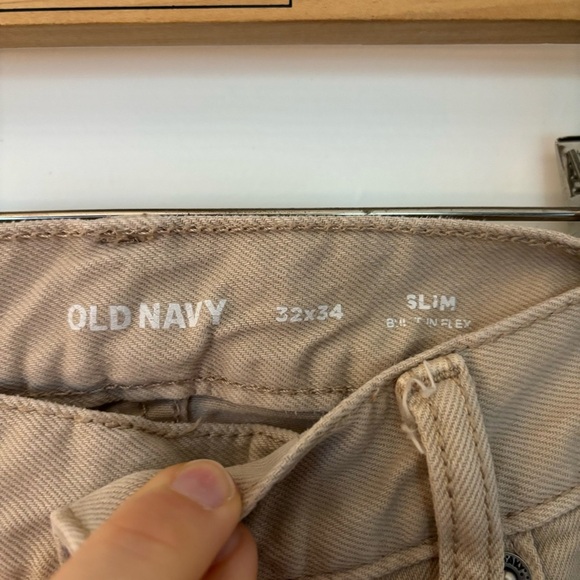 OLD NAVY
32x34
SLiM
BUILT IN FLEX